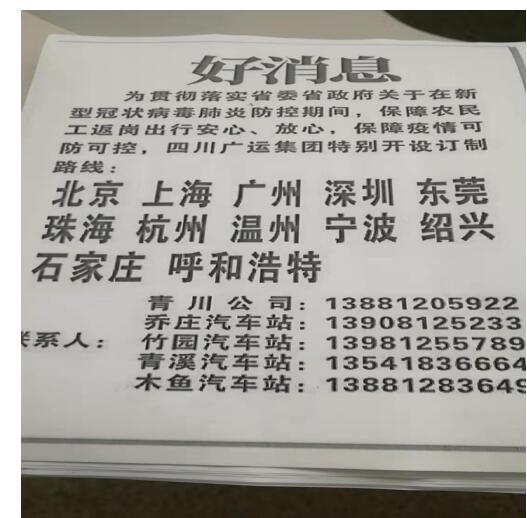 好消息
为贯彻落实省委省政府关于在新
型冠状病毒肺炎防控期间，保障农民
工返岗出行安心、放心，保障疫情可
防可控，四川广运集团特别开设订制
路线：
北京 上海 广州 深圳 东莞
珠海 杭州 温州 宁波 绍兴
石家庄 呼和浩特
青川公司：13881205922
乔庄汽车站：13908125233
联系人：竹园汽车站：13981255789
青溪汽车站：13541836664
木鱼汽车站：13881283649